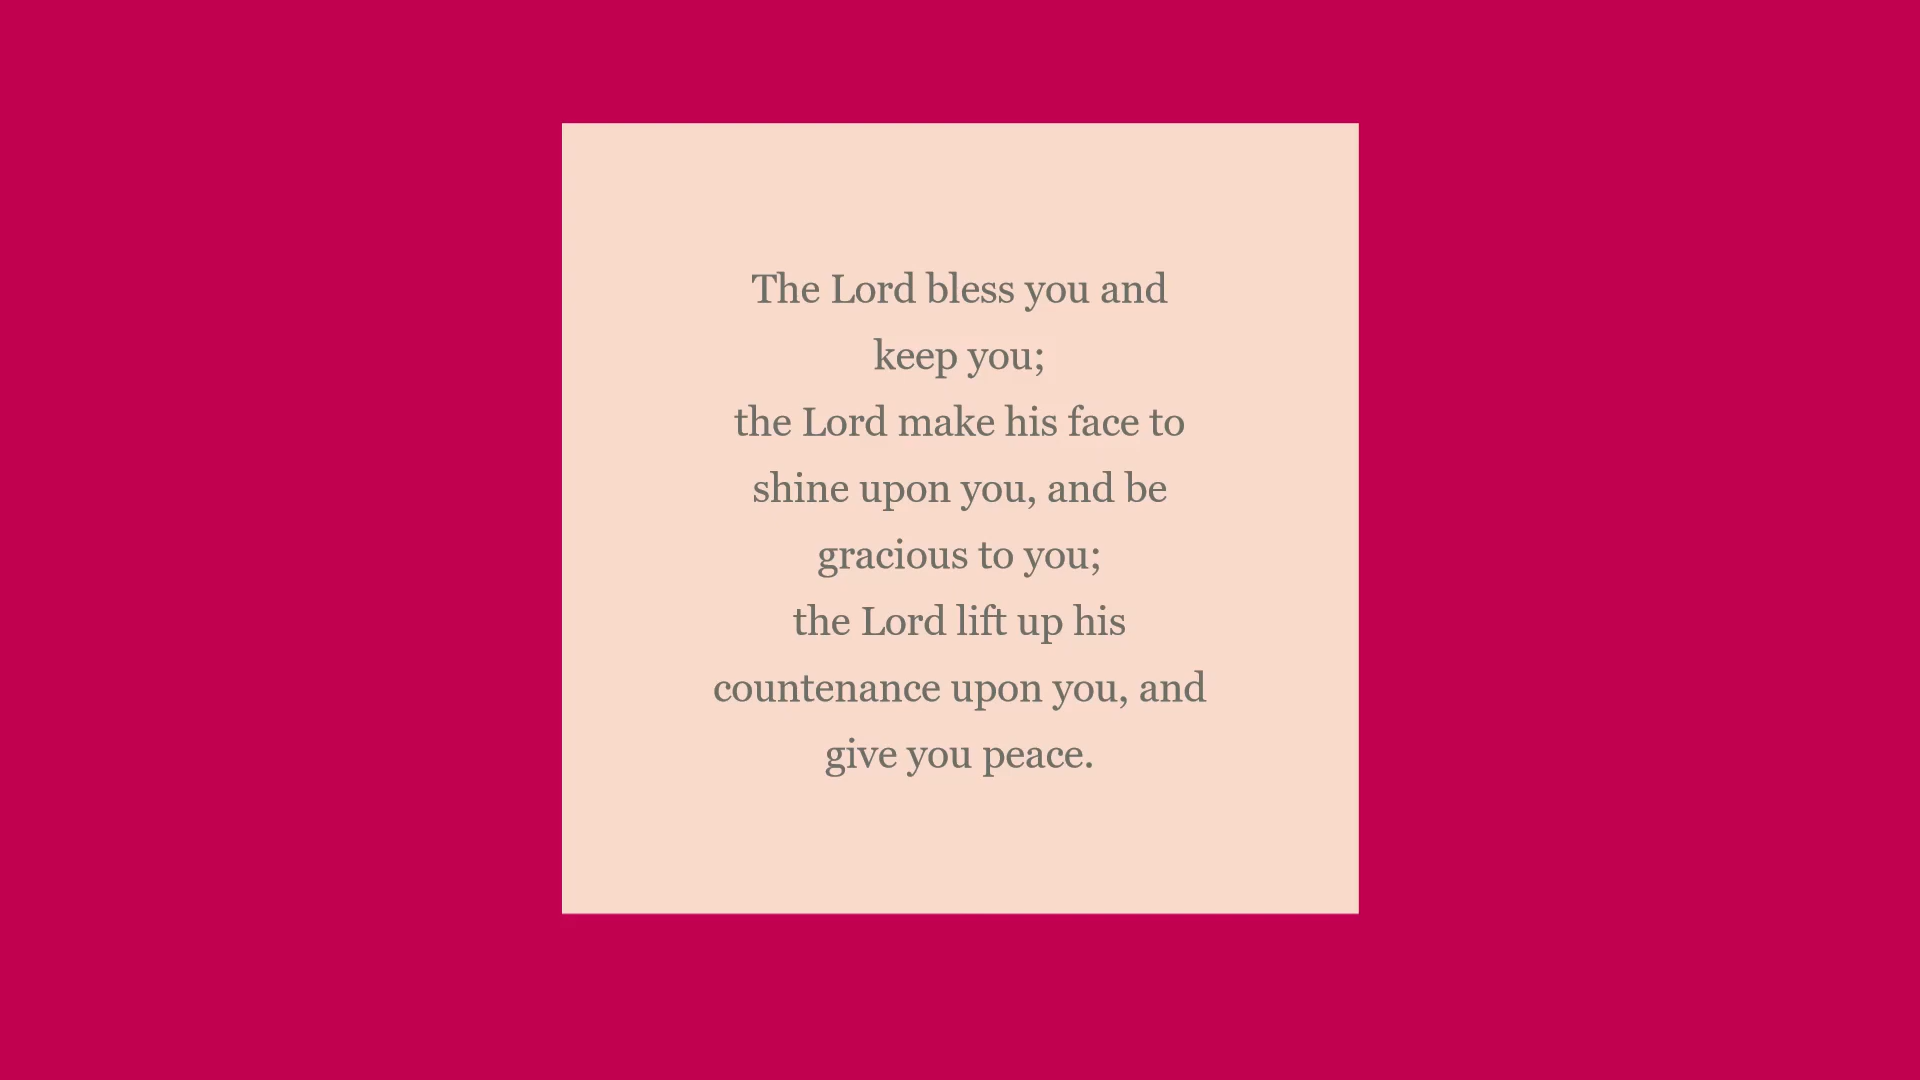 The Lord bless you and
keep you;
the Lord make his face to
shine upon you, and be
gracious to you;
the Lord lift up his
countenance upon you, and
give you peace.